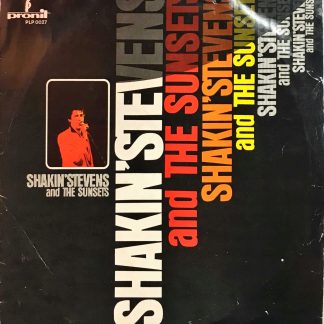 pronit
PLP 0027
SHAKIN'STEVENS
and THE SUNSETS
SHAKIN'STEVENS
and THE SUNSETS
SHAKIN'STEVENS
and THE SUNSETS
SHAKIN'STEVENS
and THE SUNSETS
SHAKIN'STEVENS
and THE SUNSETS